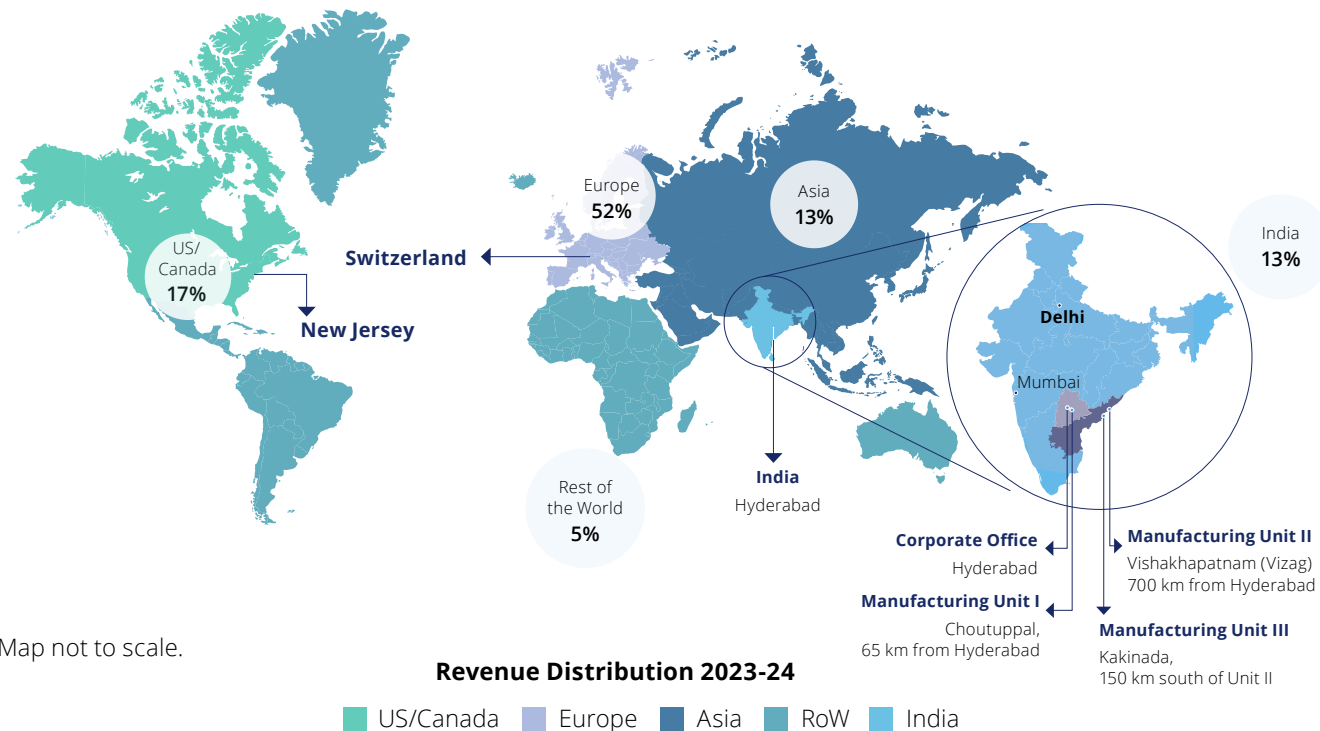 US/
Canada
17%
New Jersey
Switzerland
Europe
52%
Asia
13%
India
13%
Delhi
Mumbai
Rest of
the World
5%
India
Hyderabad
Corporate Office
Hyderabad
Manufacturing Unit I
Choutuppal,
65 km from Hyderabad
Manufacturing Unit II
Vishakhapatnam (Vizag)
700 km from Hyderabad
Manufacturing Unit III
Kakinada,
150 km south of Unit II
Map not to scale.
Revenue Distribution 2023-24
US/Canada Europe Asia RoW India